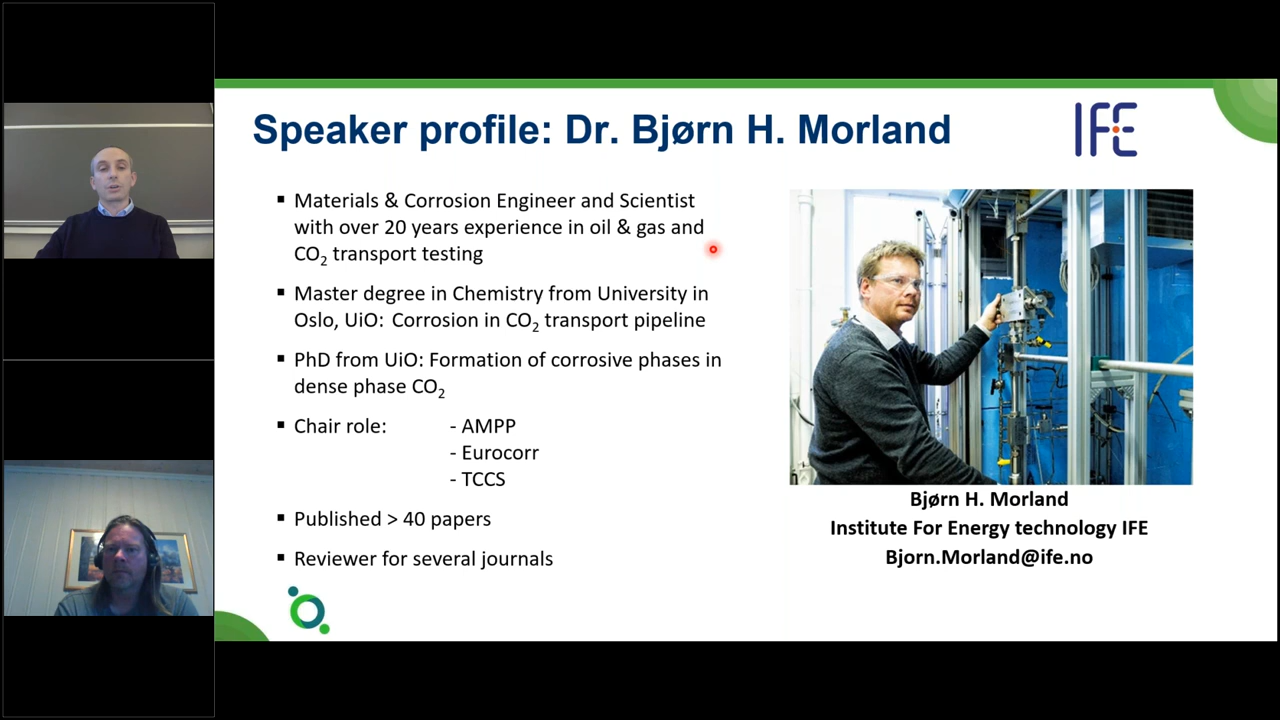 Speaker profile: Dr. Bjørn H. Morland
IFE
▪ Materials & Corrosion Engineer and Scientist
with over 20 years experience in oil & gas and
CO2 transport testing
▪ Master degree in Chemistry from University in
Oslo, UiO: Corrosion in CO2 transport pipeline
▪ PhD from UiO: Formation of corrosive phases in
dense phase CO2
▪ Chair role: - AMPP
- Eurocorr
- TCCS
▪ Published > 40 papers
▪ Reviewer for several journals
Bjørn H. Morland
Institute For Energy technology IFE
Bjorn.Morland@ife.no